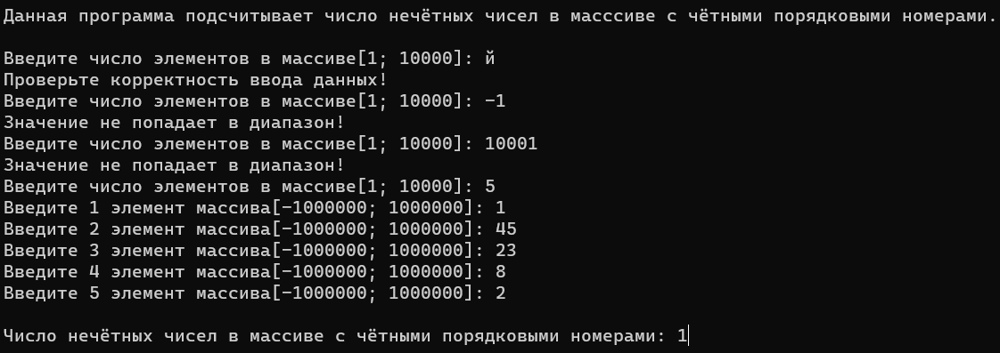 Данная программа подсчитывает число нечётных чисел в масссиве с чётными порядковыми номерами.
Введите число элементов в массиве[1; 10000]: й
Проверьте корректность ввода данных!
Введите число элементов в массиве[1; 10000]: -1
Значение не попадает в диапазон!
Введите число элементов в массиве[1; 10000]: 10001
Значение не попадает в диапазон!
Введите число элементов в массиве[1; 10000]: 5
Введите 1 элемент массива[-1000000; 1000000]: 1
Введите 2 элемент массива[-1000000; 1000000]: 45
Введите 3 элемент массива[-1000000; 1000000]: 23
Введите 4 элемент массива[-1000000; 1000000]: 8
Введите 5 элемент массива[-1000000; 1000000]: 2
Число нечётных чисел в массиве с чётными порядковыми номерами: 1